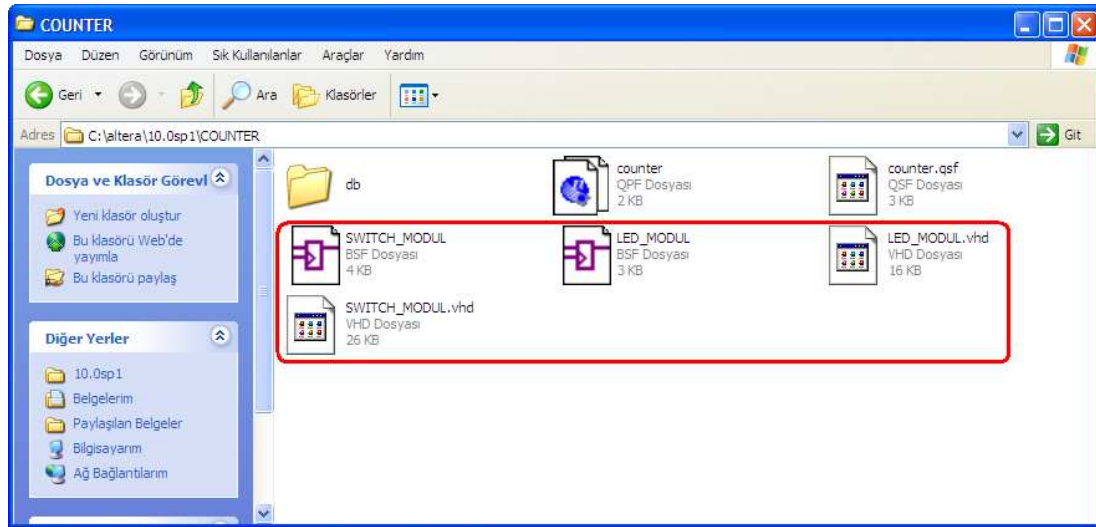 COUNTER
Dosya Düzen Görünüm Sık Kullanılanlar Araçlar Yardım
Geri Ara Klasörler
Adres C:\altera\10.0sp1\COUNTER Git
Dosya ve Klasör Görevl
Yeni klasör oluştur
Bu klasörü Web'de
yayımla
Bu klasörü paylaş
Diğer Yerler
10.0sp1
Belgelerim
Paylaşılan Belgeler
Bilgisayarım
Ağ Bağlantılarım
db
counter
QPF Dosyası
2 KB
counter.qsf
QSF Dosyası
3 KB
SWITCH_MODUL
BSF Dosyası
4 KB
LED_MODUL
BSF Dosyası
3 KB
LED_MODUL.vhd
VHD Dosyası
16 KB
SWITCH_MODUL.vhd
VHD Dosyası
26 KB